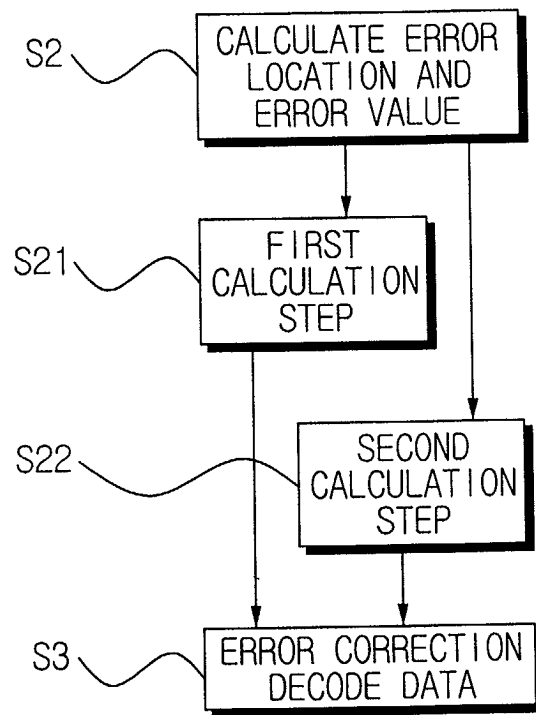 S2
CALCULATE ERROR
LOCATION AND
ERROR VALUE
S21
FIRST
CALCULATION
STEP
S22
SECOND
CALCULATION
STEP
S3
ERROR CORRECTION
DECODE DATA